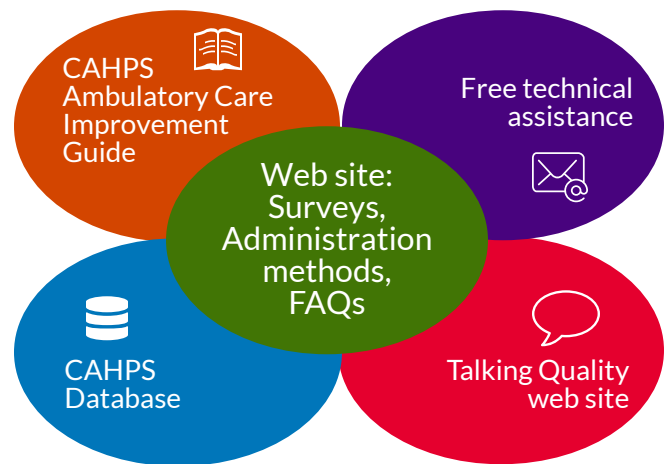 CAHPS
Ambulatory Care
Improvement
Guide
Free technical
assistance
@
Web site:
Surveys,
Administration
methods,
FAQs
CAHPS
Database
Talking Quality
web site